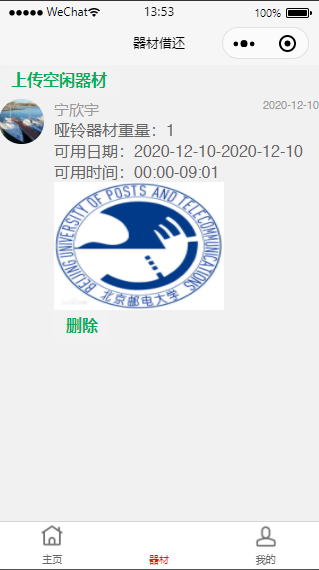 ●●●●● WeChat 13:53 100%
器材借还
上传空闲器材
宁欣宇 2020-12-10
哑铃器材重量：1
可用日期：2020-12-10-2020-12-10
可用时间：00:00-09:01
BEIJING UNIVERSITY OF POSTS AND TELECOMMUNICATIONS
北京邮电大学
删除
主页 器材 我的